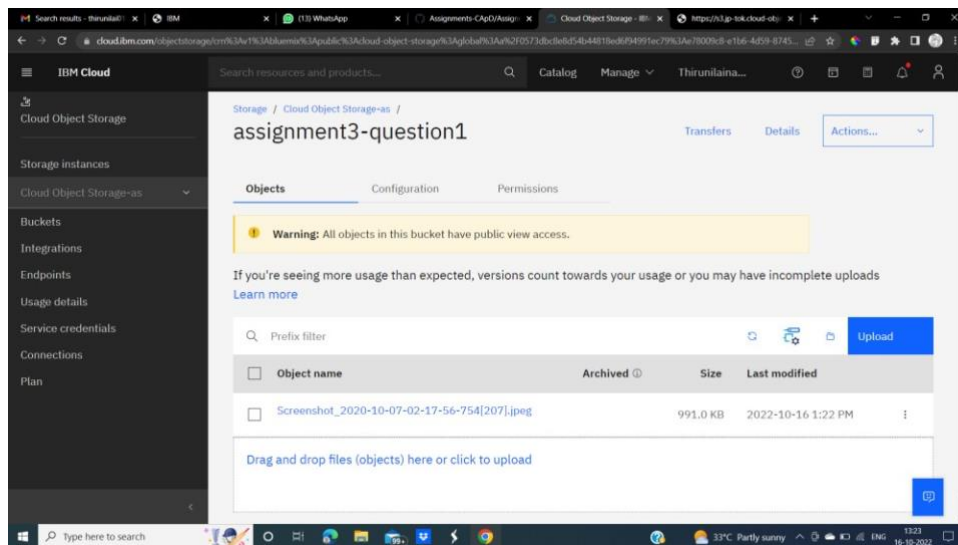 Search results - thirunilai01
IBM
(13) WhatsApp
Assignments-CApD/Assign
Cloud Object Storage - IBM
https://s3.jp-tok.cloud-obj
IBM Cloud
Search resources and products...
Catalog
Manage
Thirunilaina...
Cloud Object Storage
Storage instances
Cloud Object Storage-as
Buckets
Integrations
Endpoints
Usage details
Service credentials
Connections
Plan
Storage / Cloud Object Storage-as /
assignment3-question1
Transfers Details Actions...
Objects Configuration Permissions
Warning: All objects in this bucket have public view access.
If you're seeing more usage than expected, versions count towards your usage or you may have incomplete uploads
Learn more
Prefix filter
Upload
Object name Archived Size Last modified
Screenshot_2020-10-07-02-17-56-754[207].jpeg 991.0 KB 2022-10-16 1:22 PM
Drag and drop files (objects) here or click to upload
Type here to search
99+
33°C Partly sunny
ENG
13:23
16-10-2022